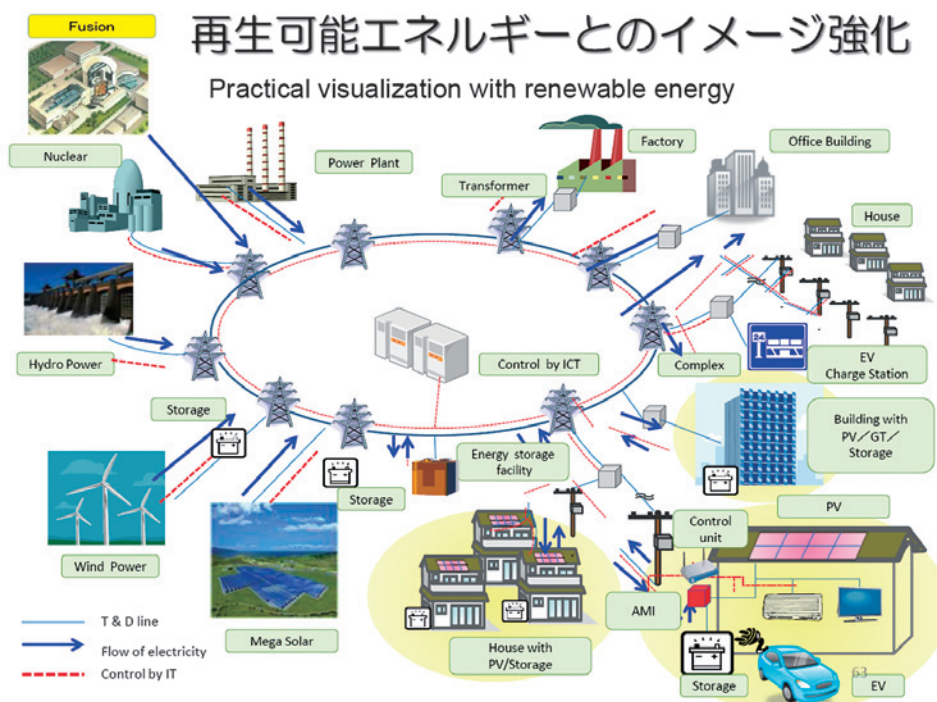 Fusion
再生可能エネルギーとのイメージ強化
Practical visualization with renewable energy
Nuclear
Power Plant
Transformer
Factory
Office Building
House
Hydro Power
Control by ICT
Complex
24
EV
Charge Station
Storage
Storage
Energy storage
facility
Building with
PV／GT／
Storage
Wind Power
Mega Solar
House with
PV/Storage
Control
unit
PV
AMI
Storage
EV
63
T & D line
Flow of electricity
Control by IT